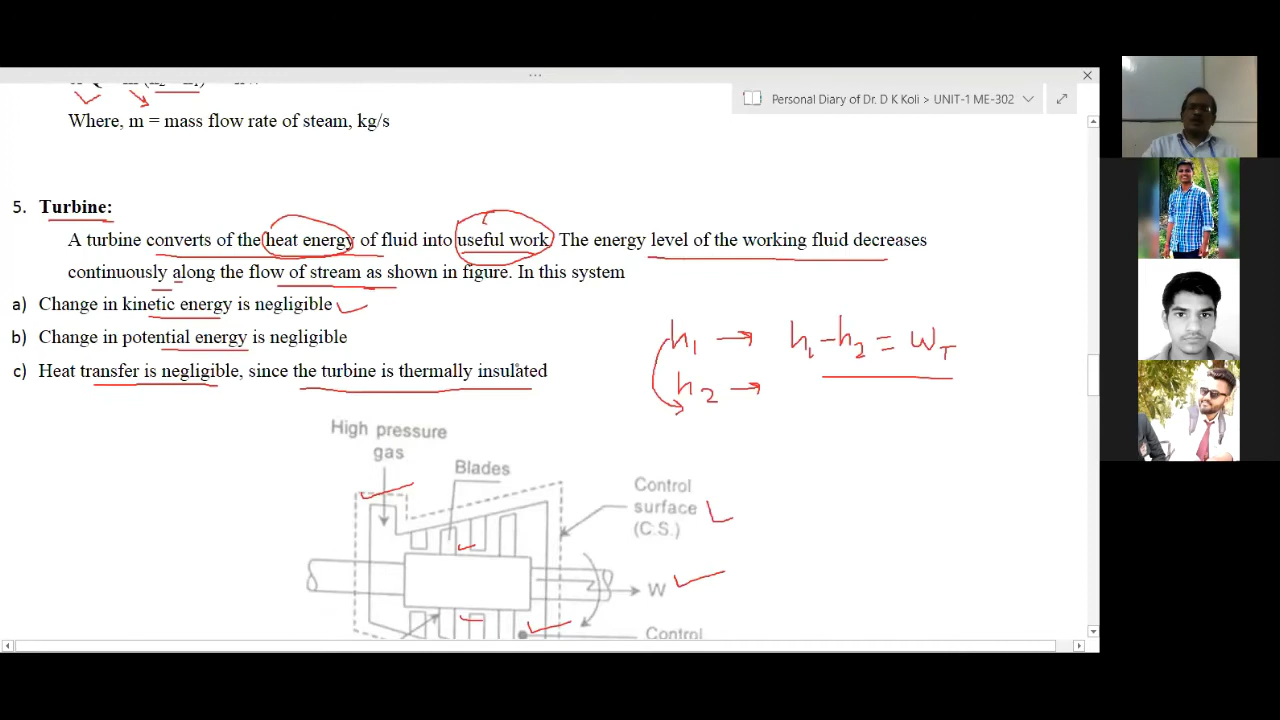 Personal Diary of Dr. D K Koli > UNIT-1 ME-302
Where, m = mass flow rate of steam, kg/s
5. Turbine:
A turbine converts of the heat energy of fluid into useful work. The energy level of the working fluid decreases
continuously along the flow of stream as shown in figure. In this system
a) Change in kinetic energy is negligible
b) Change in potential energy is negligible
c) Heat transfer is negligible, since the turbine is thermally insulated
h₁ → h₁ - h₂ = W_T
h₂ →
High pressure
gas
Blades
Control
surface
(C.S.)
W
Control